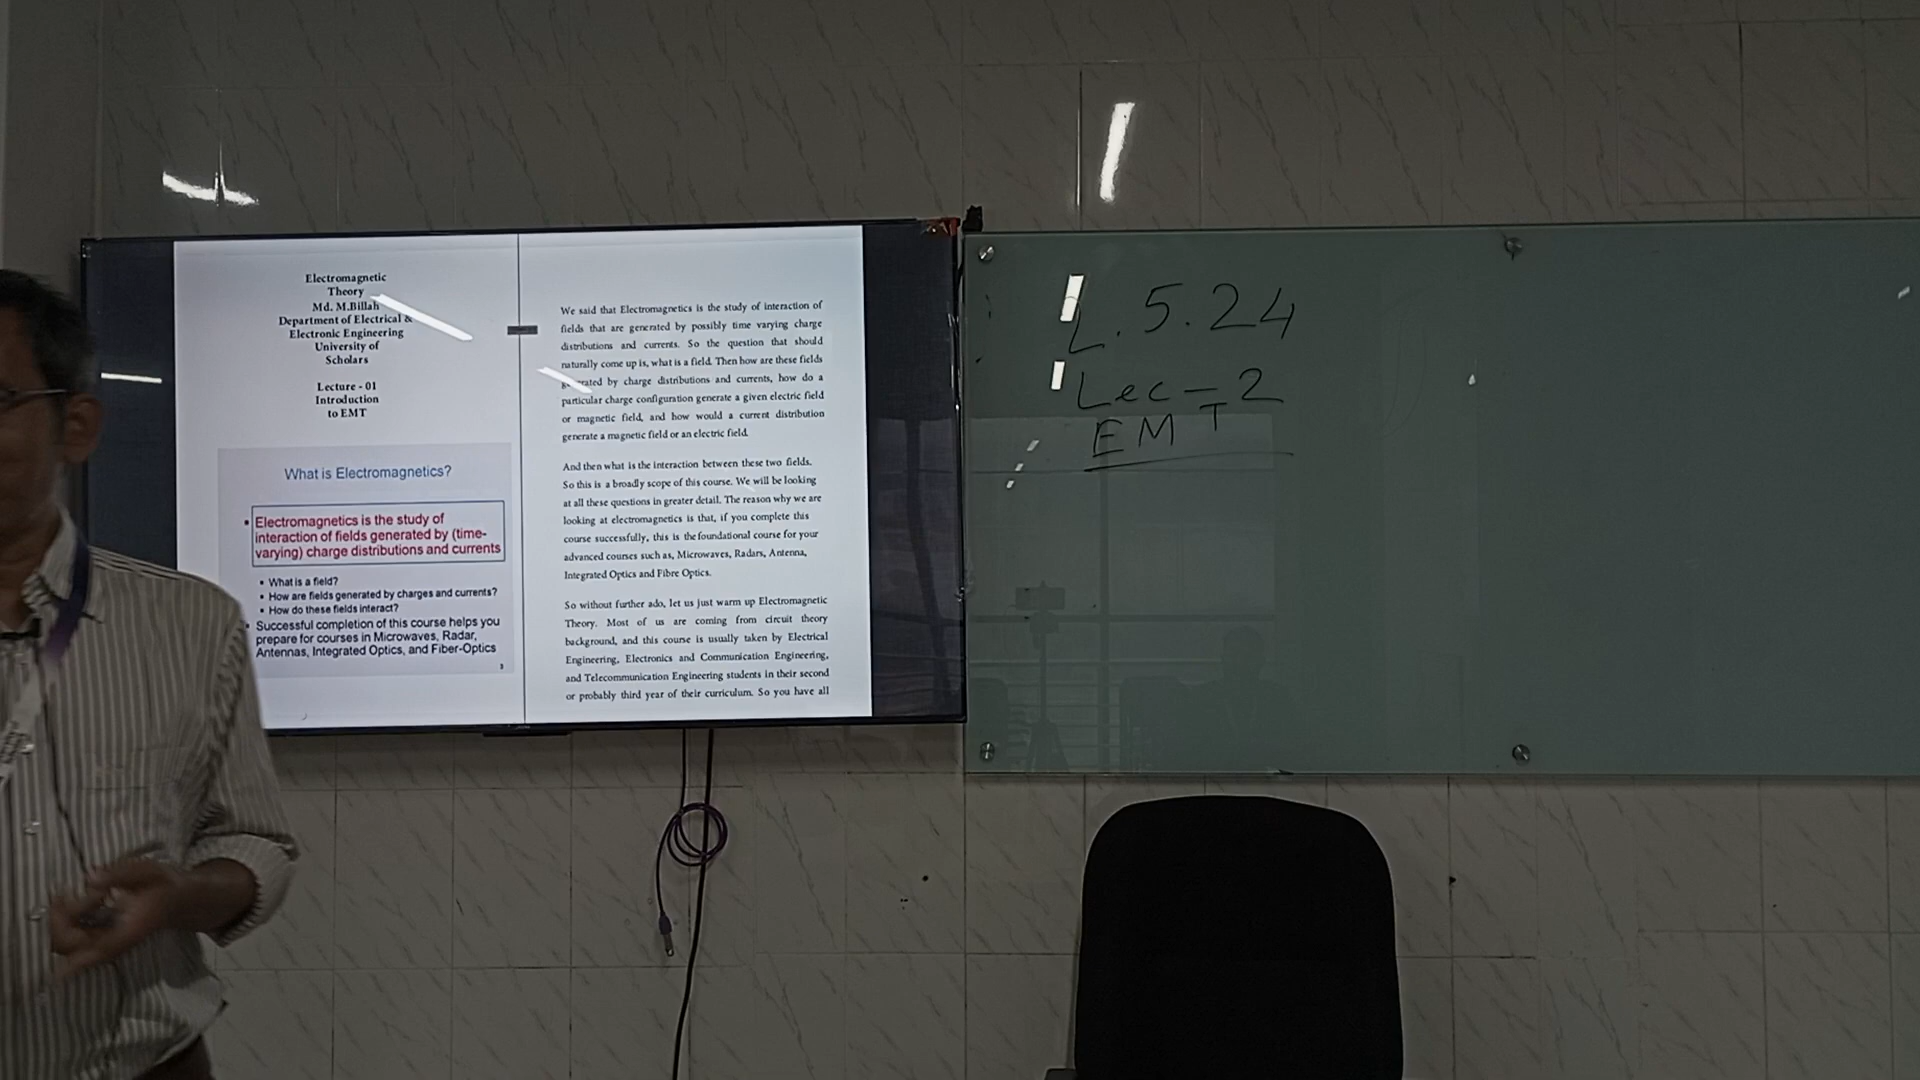 Electromagnetic
Theory
Md. M.Billah
Department of Electrical &
Electronic Engineering
University of
Scholars
Lecture - 01
Introduction
to EMT
What is Electromagnetics?
• Electromagnetics is the study of
interaction of fields generated by (time-
varying) charge distributions and currents
• What is a field?
• How are fields generated by charges and currents?
• How do these fields interact?
• Successful completion of this course helps you
prepare for courses in Microwaves, Radar,
Antennas, Integrated Optics, and Fiber-Optics
We said that Electromagnetics is the study of interaction of
fields that are generated by possibly time varying charge
distributions and currents. So the question that should
naturally come up is, what is a field. Then how are these fields
generated by charge distributions and currents, how do a
particular charge configuration generate a given electric field
or magnetic field, and how would a current distribution
generate a magnetic field or an electric field.
And then what is the interaction between these two fields.
So this is a broadly scope of this course. We will be looking
at all these questions in greater detail. The reason why we are
looking at electromagnetics is that, if you complete this
course successfully, this is the foundational course for your
advanced courses such as, Microwaves, Radars, Antenna,
Integrated Optics and Fibre Optics.
So without further ado, let us just warm up Electromagnetic
Theory. Most of us are coming from circuit theory
background, and this course is usually taken by Electrical
Engineering, Electronics and Communication Engineering,
and Telecommunication Engineering students in their second
or probably third year of their curriculum. So you have all
.5.24
Lec-2
EMT